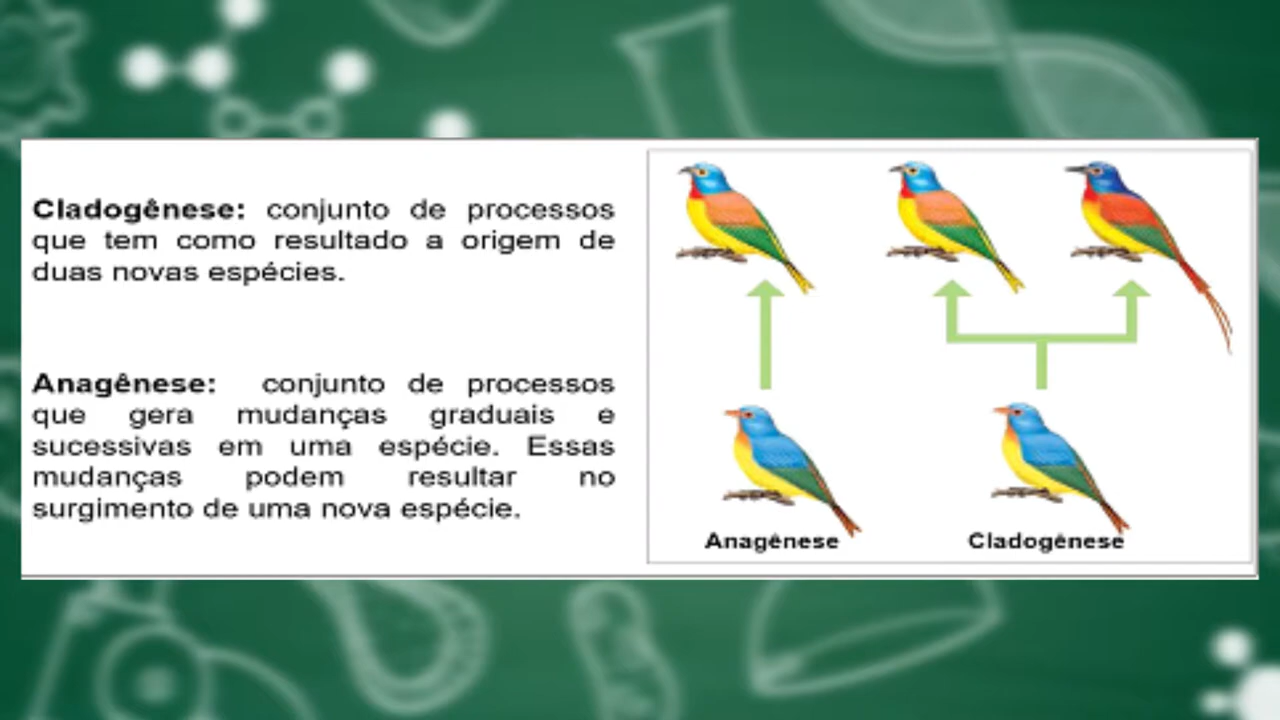 Cladogênese: conjunto de processos
que tem como resultado a origem de
duas novas espécies.
Anagênese: conjunto de processos
que gera mudanças graduais e
sucessivas em uma espécie. Essas
mudanças podem resultar no
surgimento de uma nova espécie.
Anagênese
Cladogênese